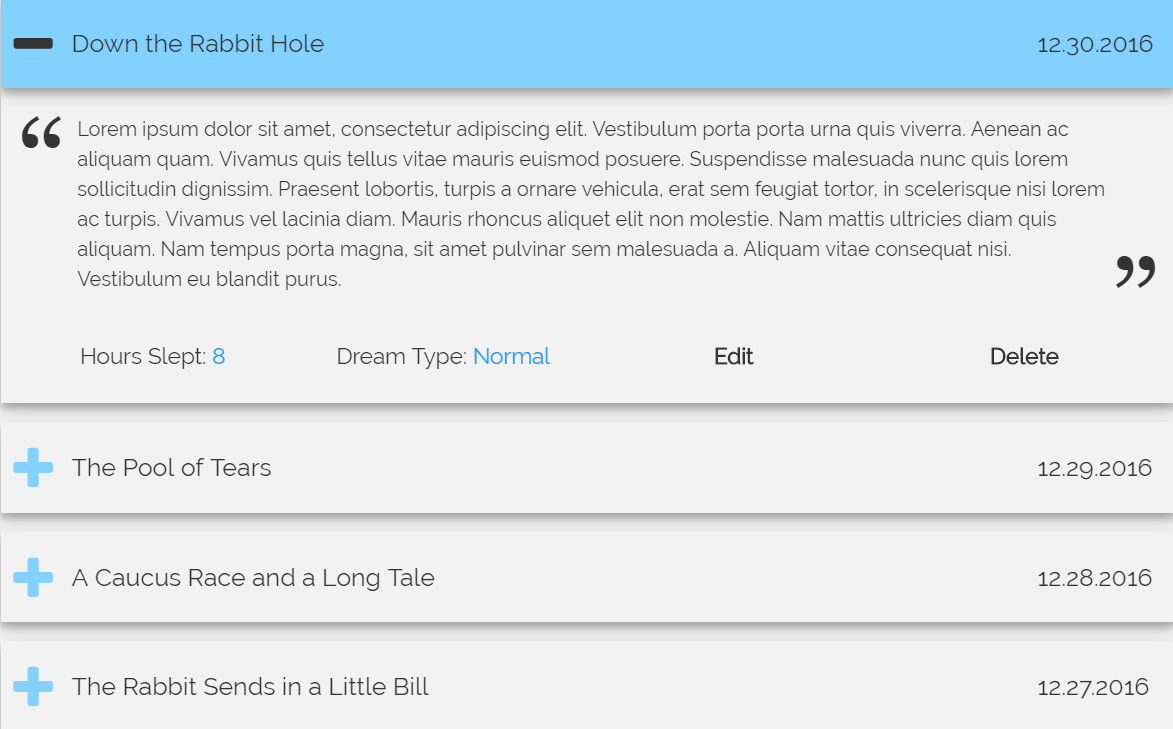 Down the Rabbit Hole 12.30.2016
“ Lorem ipsum dolor sit amet, consectetur adipiscing elit. Vestibulum porta porta urna quis viverra. Aenean ac
aliquam quam. Vivamus quis tellus vitae mauris euismod posuere. Suspendisse malesuada nunc quis lorem
sollicitudin dignissim. Praesent lobortis, turpis a ornare vehicula, erat sem feugiat tortor, in scelerisque nisi lorem
ac turpis. Vivamus vel lacinia diam. Mauris rhoncus aliquet elit non molestie. Nam mattis ultricies diam quis
aliquam. Nam tempus porta magna, sit amet pulvinar sem malesuada a. Aliquam vitae consequat nisi.
Vestibulum eu blandit purus. ”
Hours Slept: 8 Dream Type: Normal Edit Delete
The Pool of Tears 12.29.2016
A Caucus Race and a Long Tale 12.28.2016
The Rabbit Sends in a Little Bill 12.27.2016